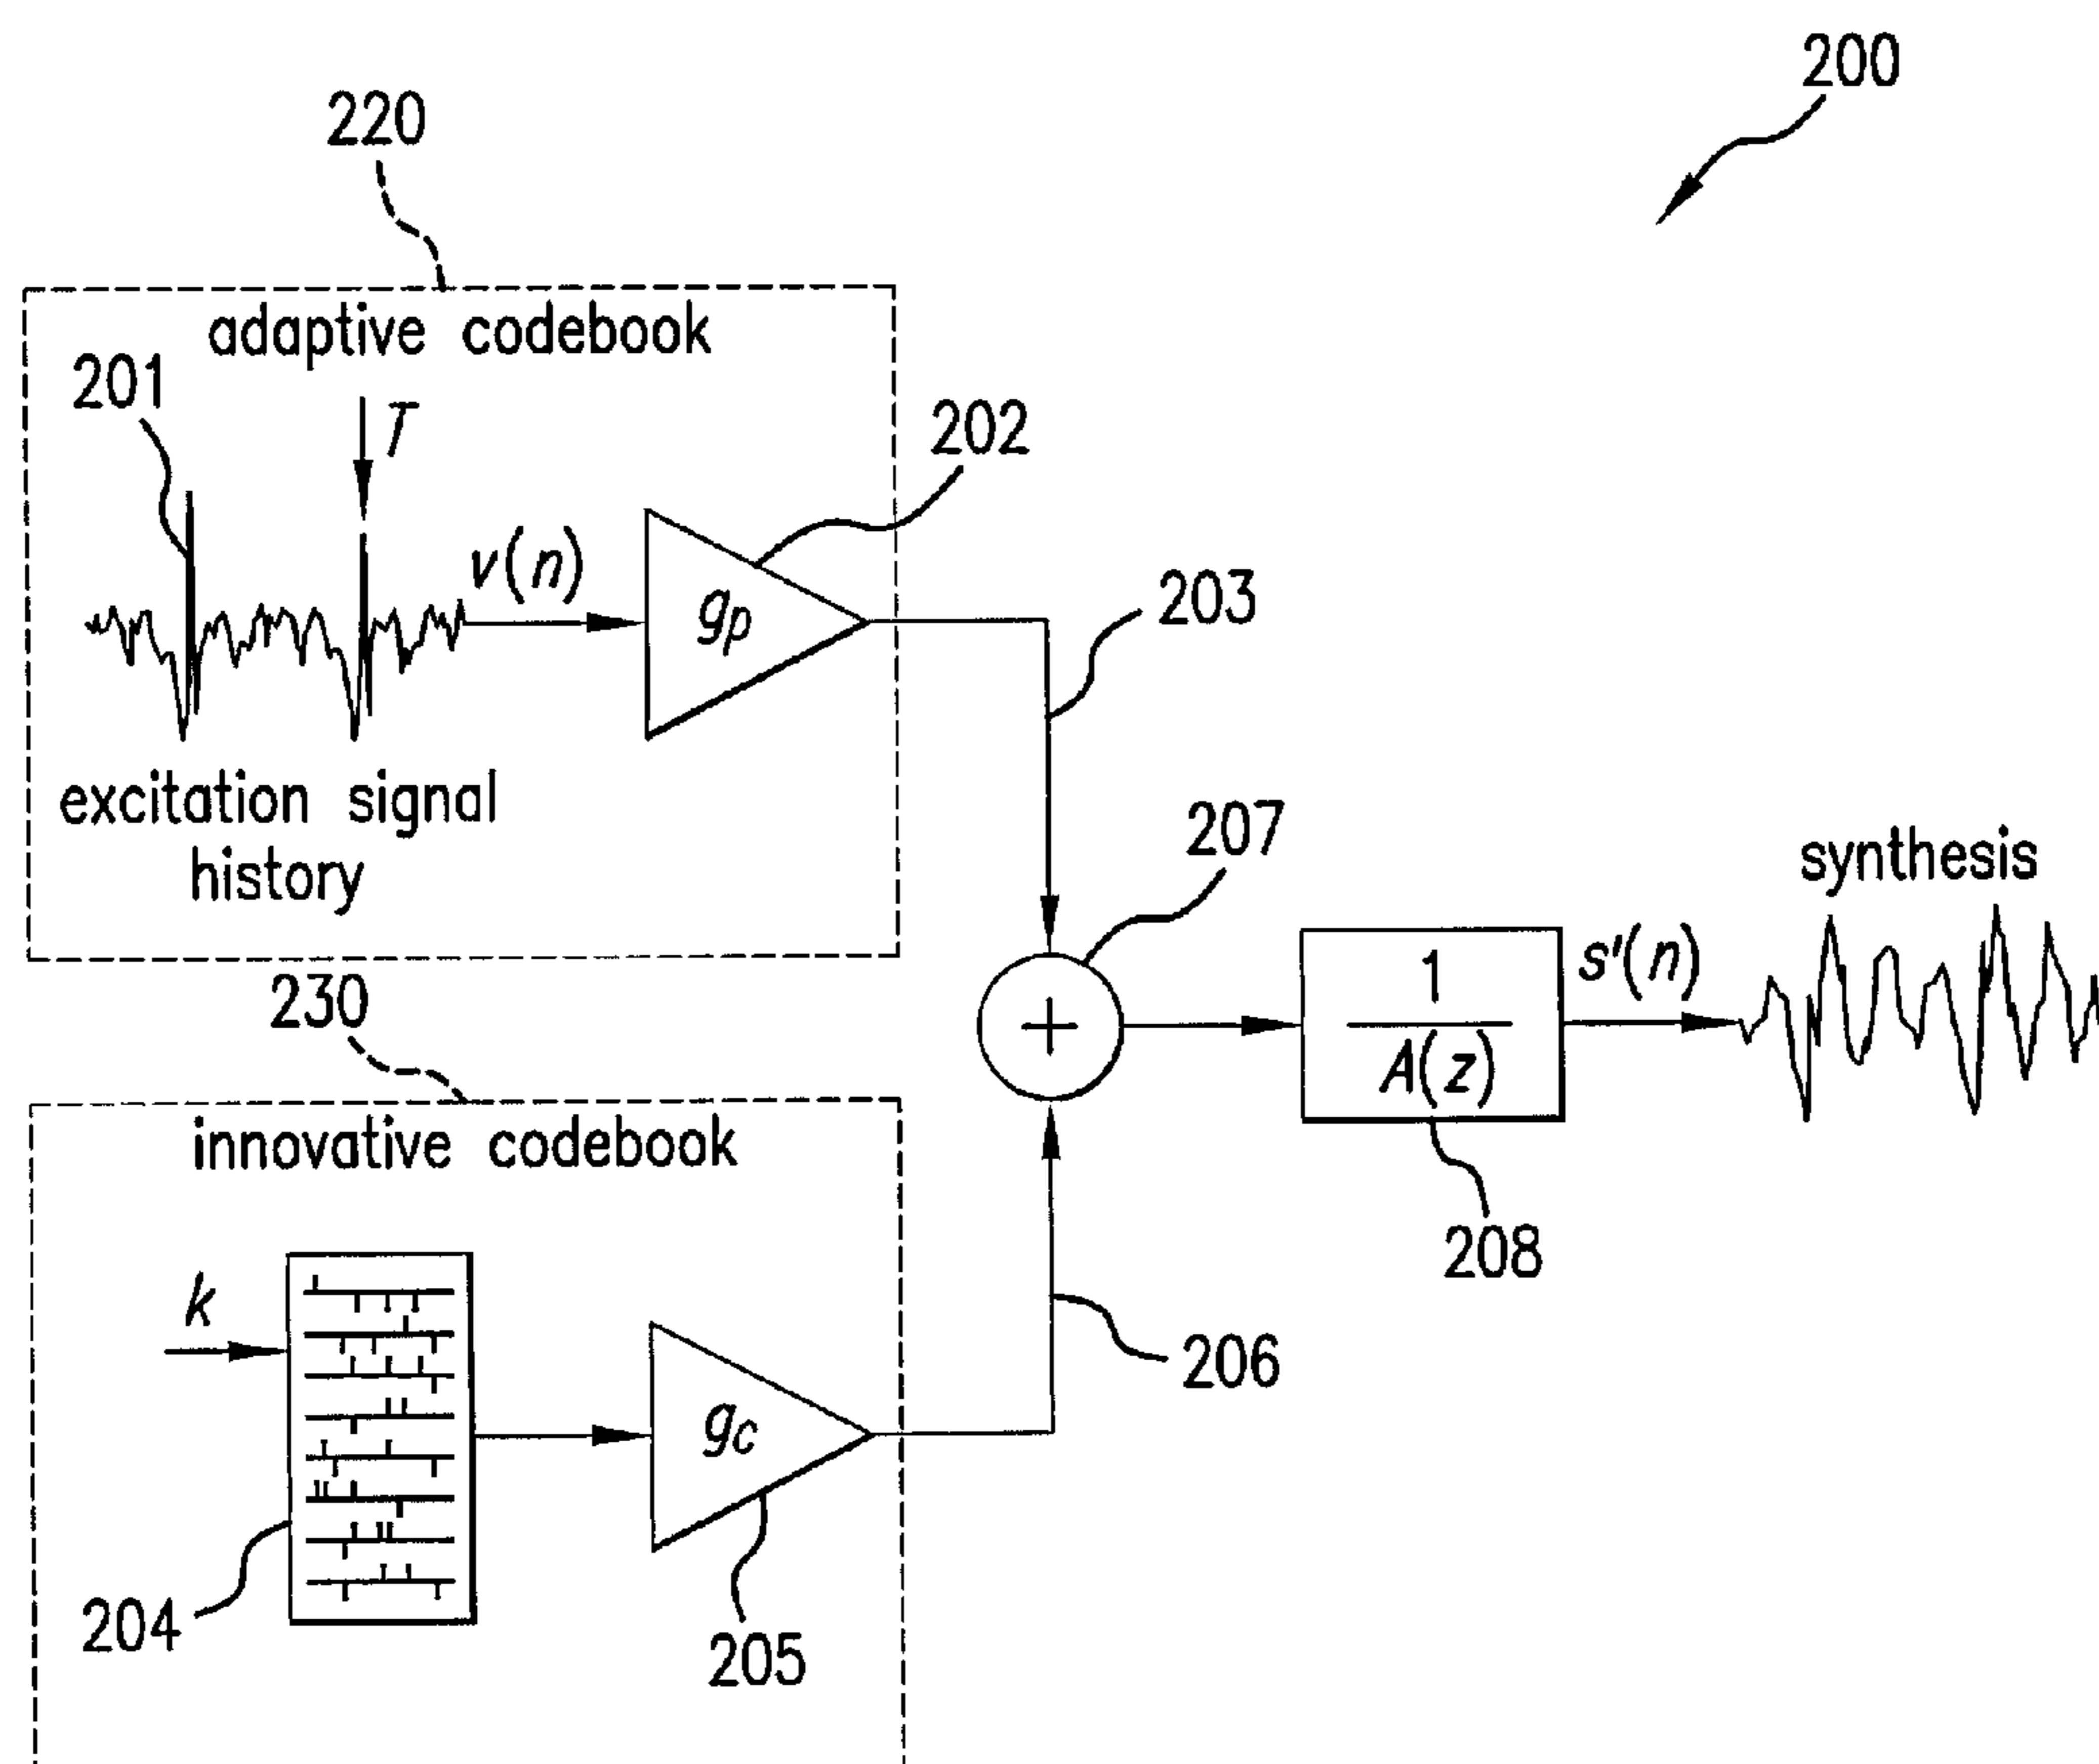 200
220
adaptive codebook
201
T
202
v(n)
gp
203
excitation signal
history
207
synthesis
230
+
1
A(z)
s'(n)
innovative codebook
208
k
gc
206
204
205